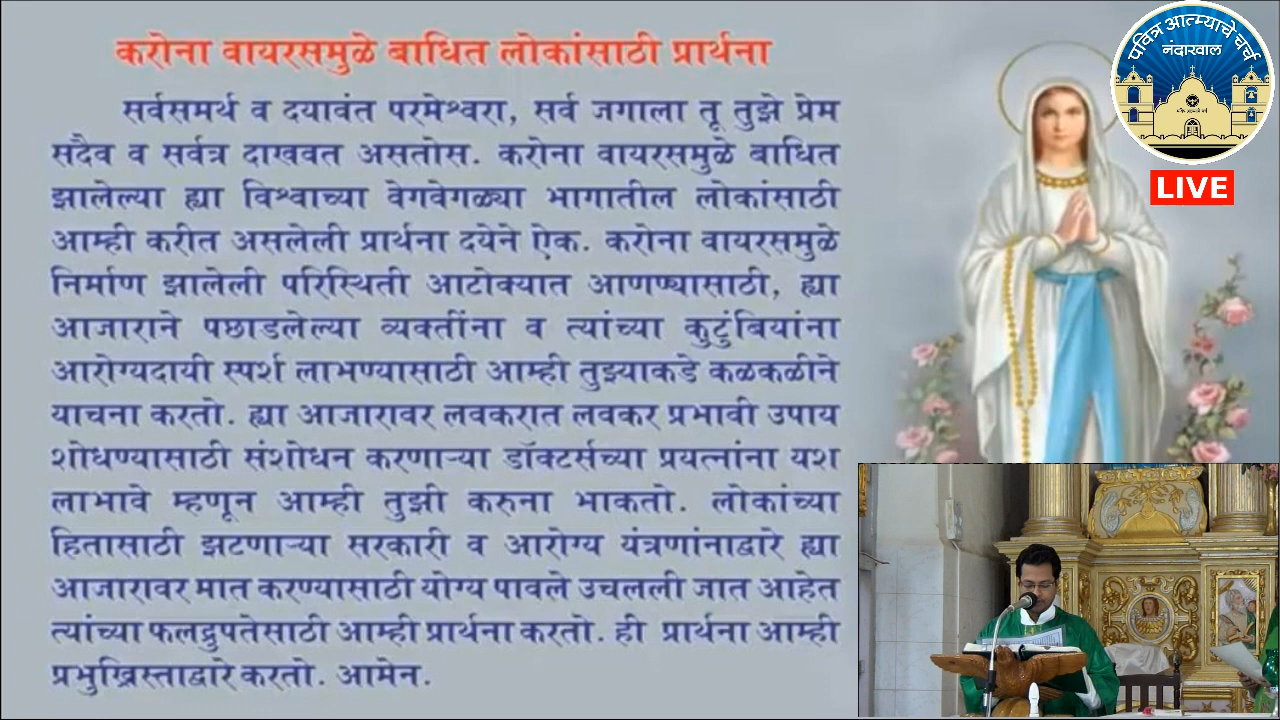 करोना वायरसमुळे बाधित लोकांसाठी प्रार्थना
सर्वसमर्थ व दयावंत परमेश्वरा, सर्व जगाला तू तुझे प्रेम
सदैव व सर्वत्र दाखवत असतोस. करोना वायरसमुळे बाधित
झालेल्या ह्या विश्वाच्या वेगवेगळ्या भागातील लोकांसाठी
आम्ही करीत असलेली प्रार्थना दयेने ऐक. करोना वायरसमुळे
निर्माण झालेली परिस्थिती आटोक्यात आणण्यासाठी, ह्या
आजाराने पछाडलेल्या व्यक्तींना व त्यांच्या कुटुंबियांना
आरोग्यदायी स्पर्श लाभण्यासाठी आम्ही तुझ्याकडे कळकळीने
याचना करतो. ह्या आजारावर लवकरात लवकर प्रभावी उपाय
शोधण्यासाठी संशोधन करणाऱ्या डॉक्टर्सच्या प्रयत्नांना यश
लाभावे म्हणून आम्ही तुझी करुना भाकतो. लोकांच्या
हितासाठी झटणाऱ्या सरकारी व आरोग्य यंत्रणांनाद्वारे ह्या
आजारावर मात करण्यासाठी योग्य पावले उचलली जात आहेत
त्यांच्या फलद्रुपतेसाठी आम्ही प्रार्थना करतो. ही प्रार्थना आम्ही
प्रभुख्रिस्ताद्वारे करतो. आमेन.
पवित्र आत्म्याचे चर्च
नंदाखाल
LIVE